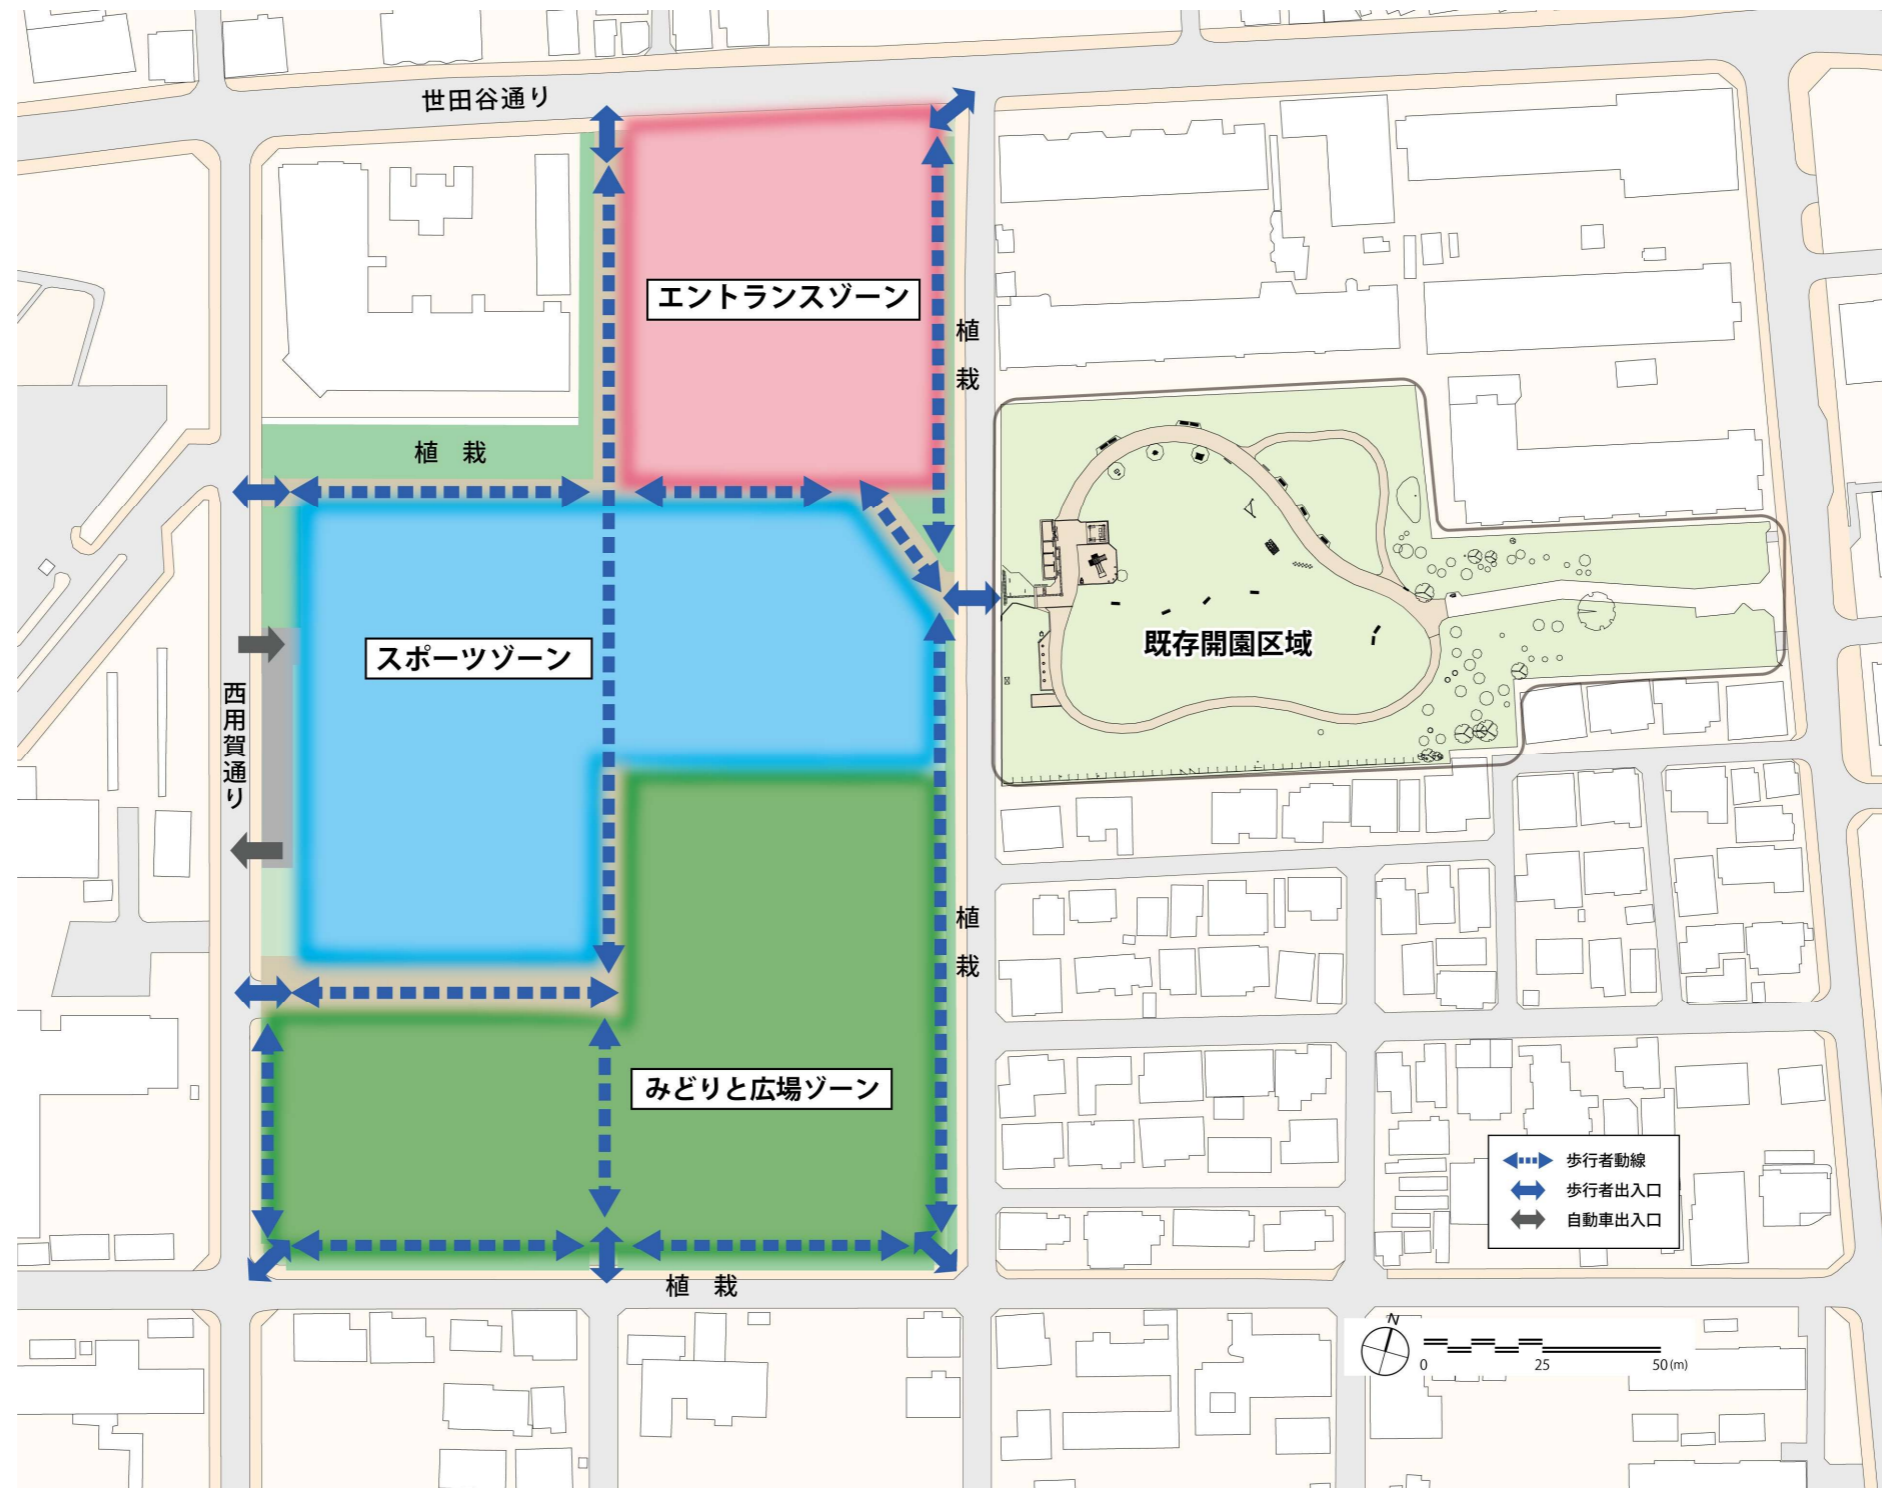 世田谷通り
エントランスゾーン
植栽
植栽
既存開園区域
スポーツゾーン
西用賀通り
植栽
みどりと広場ゾーン
歩行者動線
歩行者出入口
自動車出入口
植栽
N
0 25 50(m)